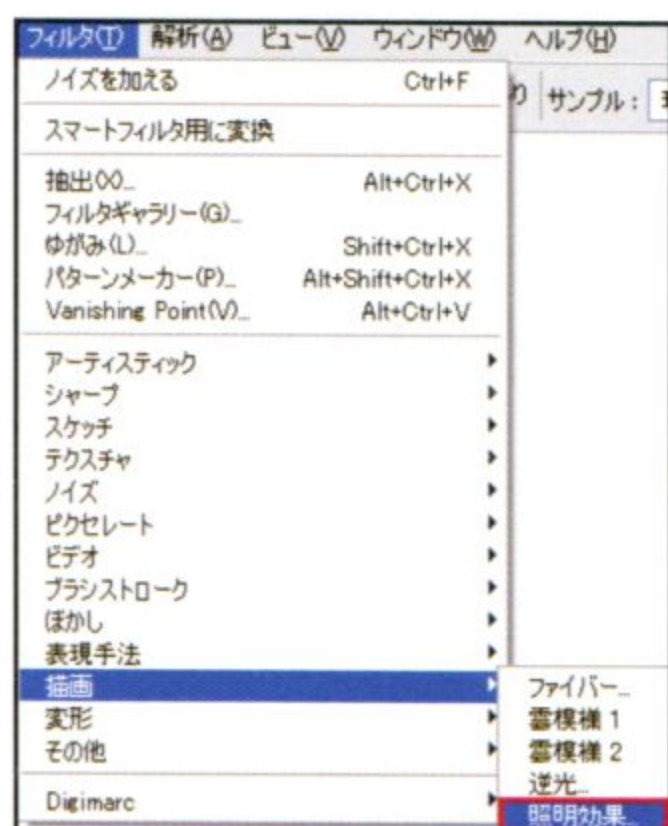 フィルタ(T) 解析(A) ビュー(V) ウィンドウ(W) ヘルプ(H)
ノイズを加える Ctrl+F
り サンプル:
スマートフィルタ用に変換
抽出(X)... Alt+Ctrl+X
フィルタギャラリー(G)...
ゆがみ(L)... Shift+Ctrl+X
パターンメーカー(P)... Alt+Shift+Ctrl+X
Vanishing Point(V)... Alt+Ctrl+V
アーティスティック
シャープ
スケッチ
テクスチャ
ノイズ
ピクセレート
ビデオ
ブラシストローク
ぼかし
表現手法
描画
変形
その他
Digimarc
ファイバー...
雲模様 1
雲模様 2
逆光...
照明効果...